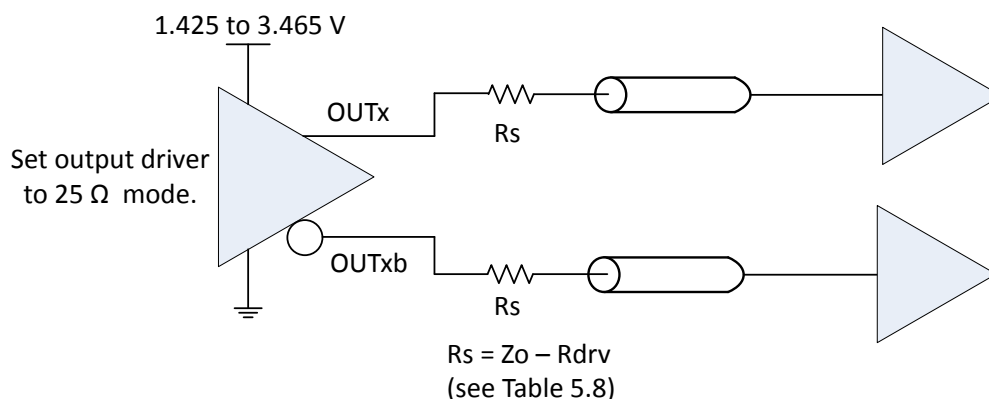 1.425 to 3.465 V
OUTx
Rs
Set output driver
to 25 Ω mode.
OUTxb
Rs
Rs = Zo – Rdrv
(see Table 5.8)